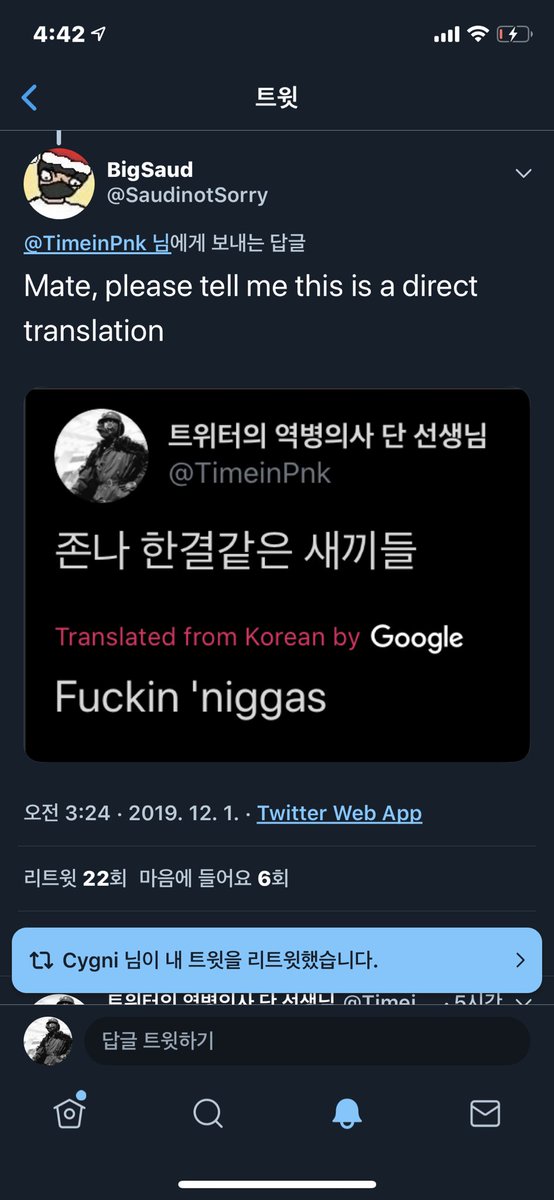 4:42
트윗
BigSaud
@SaudinotSorry
@TimeinPnk 님에게 보내는 답글
Mate, please tell me this is a direct
translation
트위터의 역병의사 단 선생님
@TimeinPnk
존나 한결같은 새끼들
Translated from Korean by Google
Fuckin 'niggas
오전 3:24 · 2019. 12. 1. · Twitter Web App
리트윗 22회 마음에 들어요 6회
Cygni 님이 내 트윗을 리트윗했습니다.
트위터의 역병의사 단 선생님 @Timei... · 5시간
답글 트윗하기